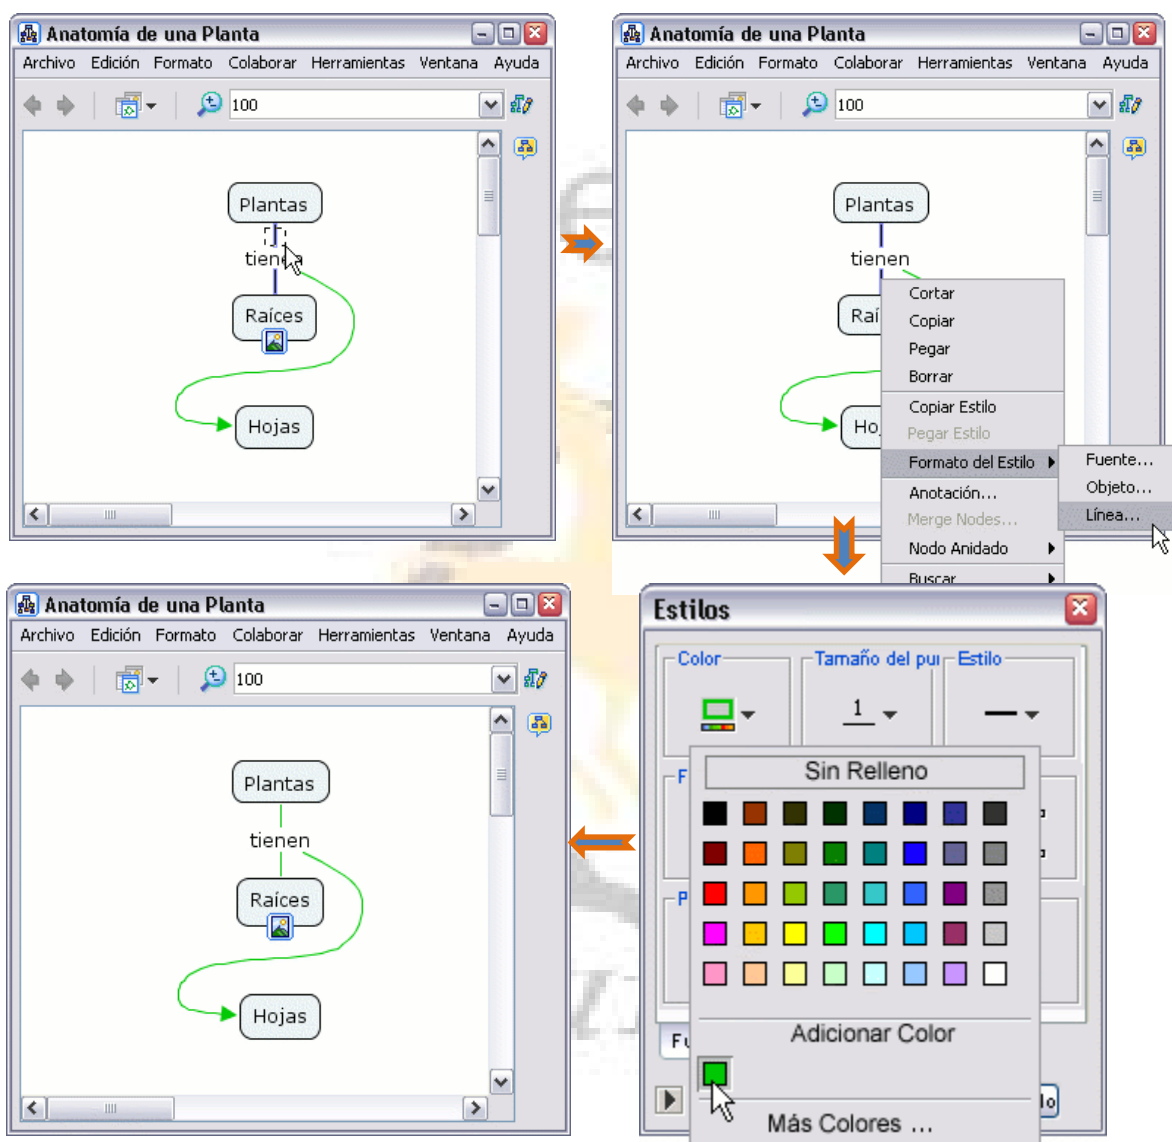 Anatomía de una Planta
Archivo Edición Formato Colaborar Herramientas Ventana Ayuda
100
Plantas
Raíces
Hojas
Anatomía de una Planta
Archivo Edición Formato Colaborar Herramientas Ventana Ayuda
100
Plantas
tienen
Cortar
Copiar
Pegar
Borrar
Copiar Estilo
Pegar Estilo
Formato del Estilo
Anotación...
Merge Nodes...
Nodo Anidado
Buscar
Fuente...
Objeto...
Línea...
Anatomía de una Planta
Archivo Edición Formato Colaborar Herramientas Ventana Ayuda
100
Plantas
tienen
Raíces
Hojas
Estilos
Color Tamaño del Estilo
1
Sin Relleno
Adicionar Color
Más Colores ...